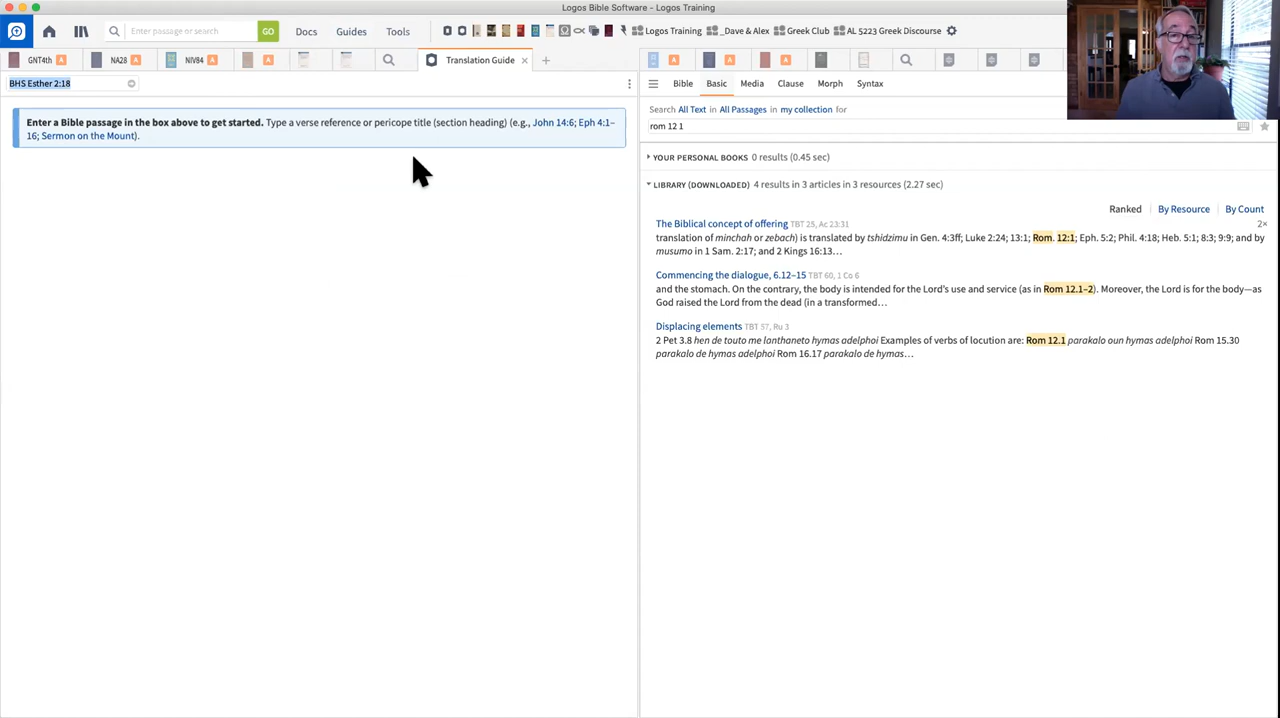 Logos Bible Software - Logos Training
Enter passage or search
GO
Docs
Guides
Tools
Logos Training
_Dave & Alex
Greek Club
AL 5223 Greek Discourse
GNT4th A
NA28 A
NIV84 A
A
Translation Guide
A
A
A
BHS Esther 2:18
Enter a Bible passage in the box above to get started. Type a verse reference or pericope title (section heading) (e.g., John 14:6; Eph 4:1–
16; Sermon on the Mount).
Bible
Basic
Media
Clause
Morph
Syntax
Search All Text in All Passages in my collection for
rom 12 1
YOUR PERSONAL BOOKS 0 results (0.45 sec)
LIBRARY (DOWNLOADED) 4 results in 3 articles in 3 resources (2.27 sec)
Ranked
By Resource
By Count
The Biblical concept of offering TBT 25, Ac 23:31
2×
translation of minchah or zebach) is translated by tshidzimu in Gen. 4:3ff; Luke 2:24; 13:1; Rom. 12:1; Eph. 5:2; Phil. 4:18; Heb. 5:1; 8:3; 9:9; and by
musumo in 1 Sam. 2:17; and 2 Kings 16:13…
Commencing the dialogue, 6.12–15 TBT 60, 1 Co 6
and the stomach. On the contrary, the body is intended for the Lord's use and service (as in Rom 12.1–2). Moreover, the Lord is for the body—as
God raised the Lord from the dead (in a transformed…
Displacing elements TBT 57, Ru 3
2 Pet 3.8 hen de touto me lanthaneto hymas adelphoi Examples of verbs of locution are: Rom 12.1 parakalo oun hymas adelphoi Rom 15.30
parakalo de hymas adelphoi Rom 16.17 parakalo de hymas…